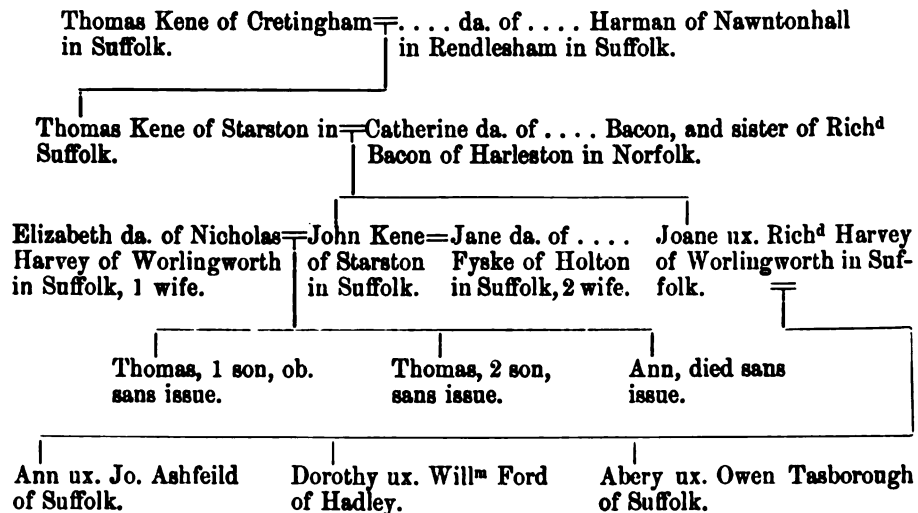 Thomas Kene of Cretingham=. . . . da. of . . . . Harman of Nawntonhall
in Suffolk. in Rendlesham in Suffolk.
Thomas Kene of Starston in=Catherine da. of . . . . Bacon, and sister of Richᵈ
Suffolk. Bacon of Harleston in Norfolk.
Elizabeth da. of Nicholas=John Kene=Jane da. of . . . . Joane ux. Richᵈ Harvey
Harvey of Worlingworth of Starston Fyske of Holton of Worlingworth in Suf-
in Suffolk, 1 wife. in Suffolk. in Suffolk, 2 wife. folk.
Thomas, 1 son, ob. Thomas, 2 son, Ann, died sans
sans issue. sans issue. issue.
Ann ux. Jo. Ashfeild Dorothy ux. Willᵐ Ford Abery ux. Owen Tasborough
of Suffolk. of Hadley. of Suffolk.